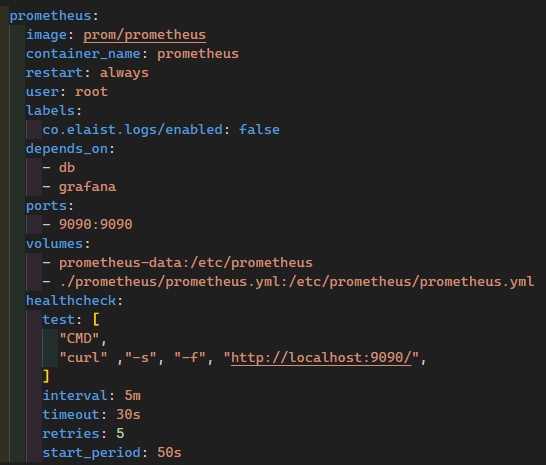 prometheus:
image: prom/prometheus
container_name: prometheus
restart: always
user: root
labels:
co.elaist.logs/enabled: false
depends_on:
- db
- grafana
ports:
- 9090:9090
volumes:
- prometheus-data:/etc/prometheus
- ./prometheus/prometheus.yml:/etc/prometheus/prometheus.yml
healthcheck:
test: [
"CMD",
"curl" ,"-s", "-f", "http://localhost:9090/",
]
interval: 5m
timeout: 30s
retries: 5
start_period: 50s